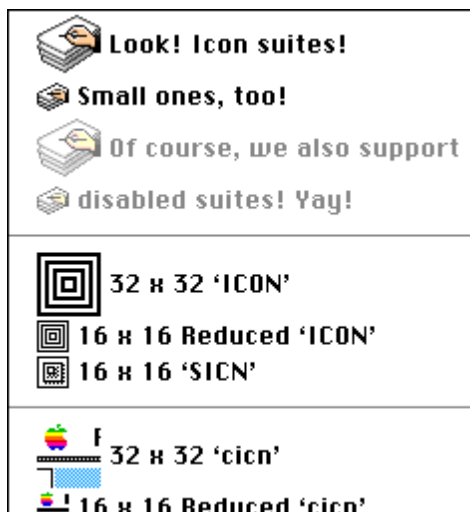 Look! Icon suites!
Small ones, too!
Of course, we also support
disabled suites! Yay!
32 x 32 ‘ICON’
16 x 16 Reduced ‘ICON’
16 x 16 ‘SICN’
32 x 32 ‘cicn’
16 x 16 Reduced ‘cicn’